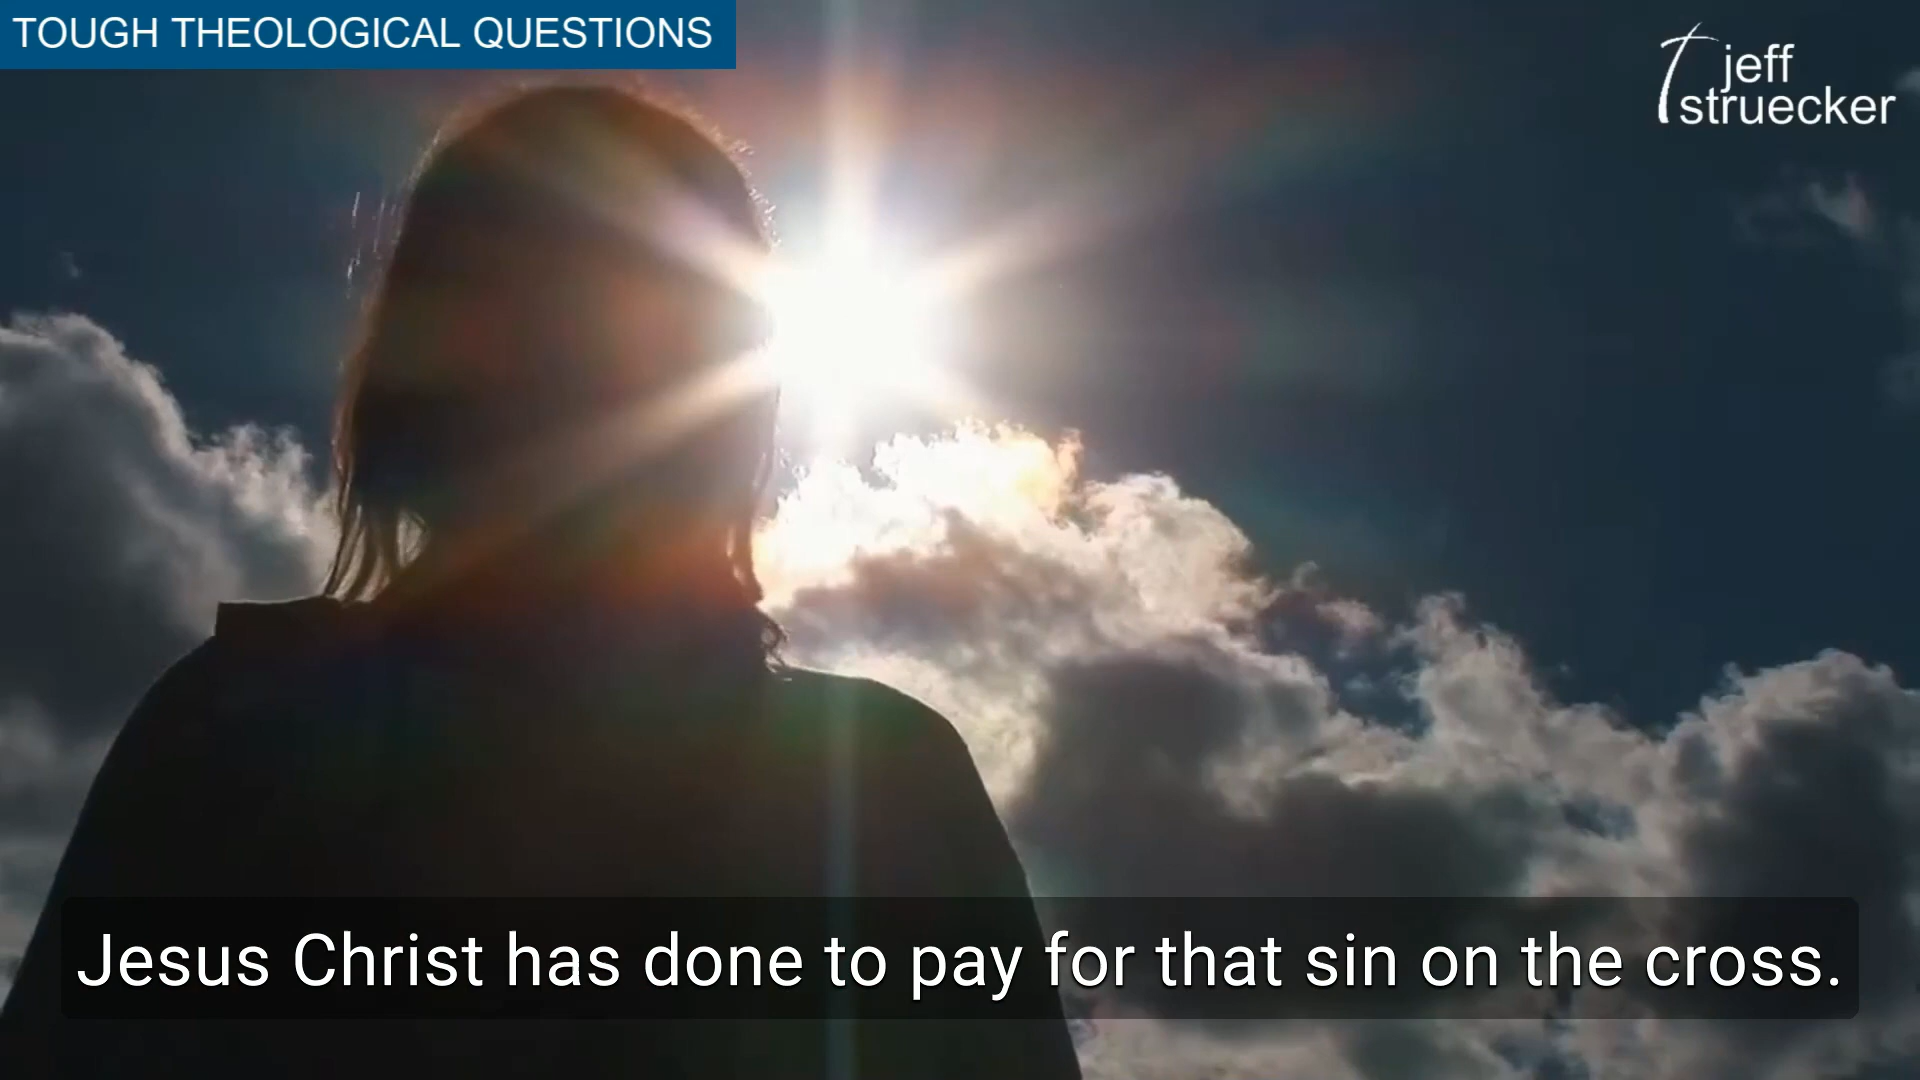 TOUGH THEOLOGICAL QUESTIONS
jeff
struecker
Jesus Christ has done to pay for that sin on the cross.